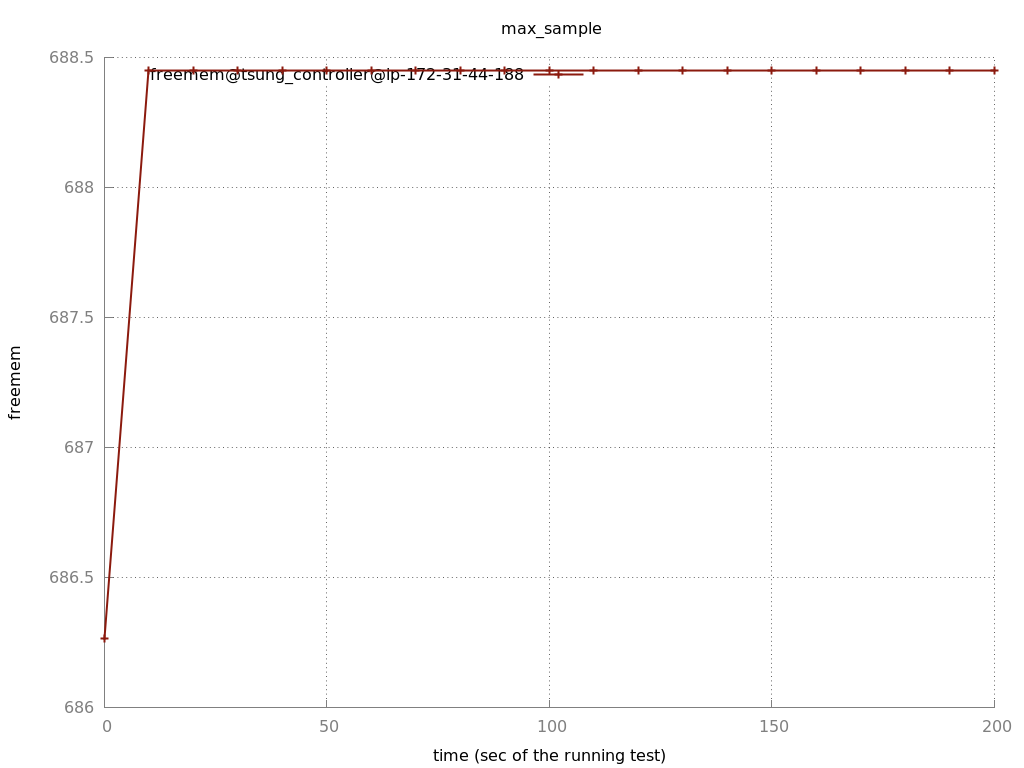 max_sample
688.5
freemem@tsung_controller@ip-172-31-44-188
688
687.5
freemem
687
686.5
686
0 50 100 150 200
time (sec of the running test)